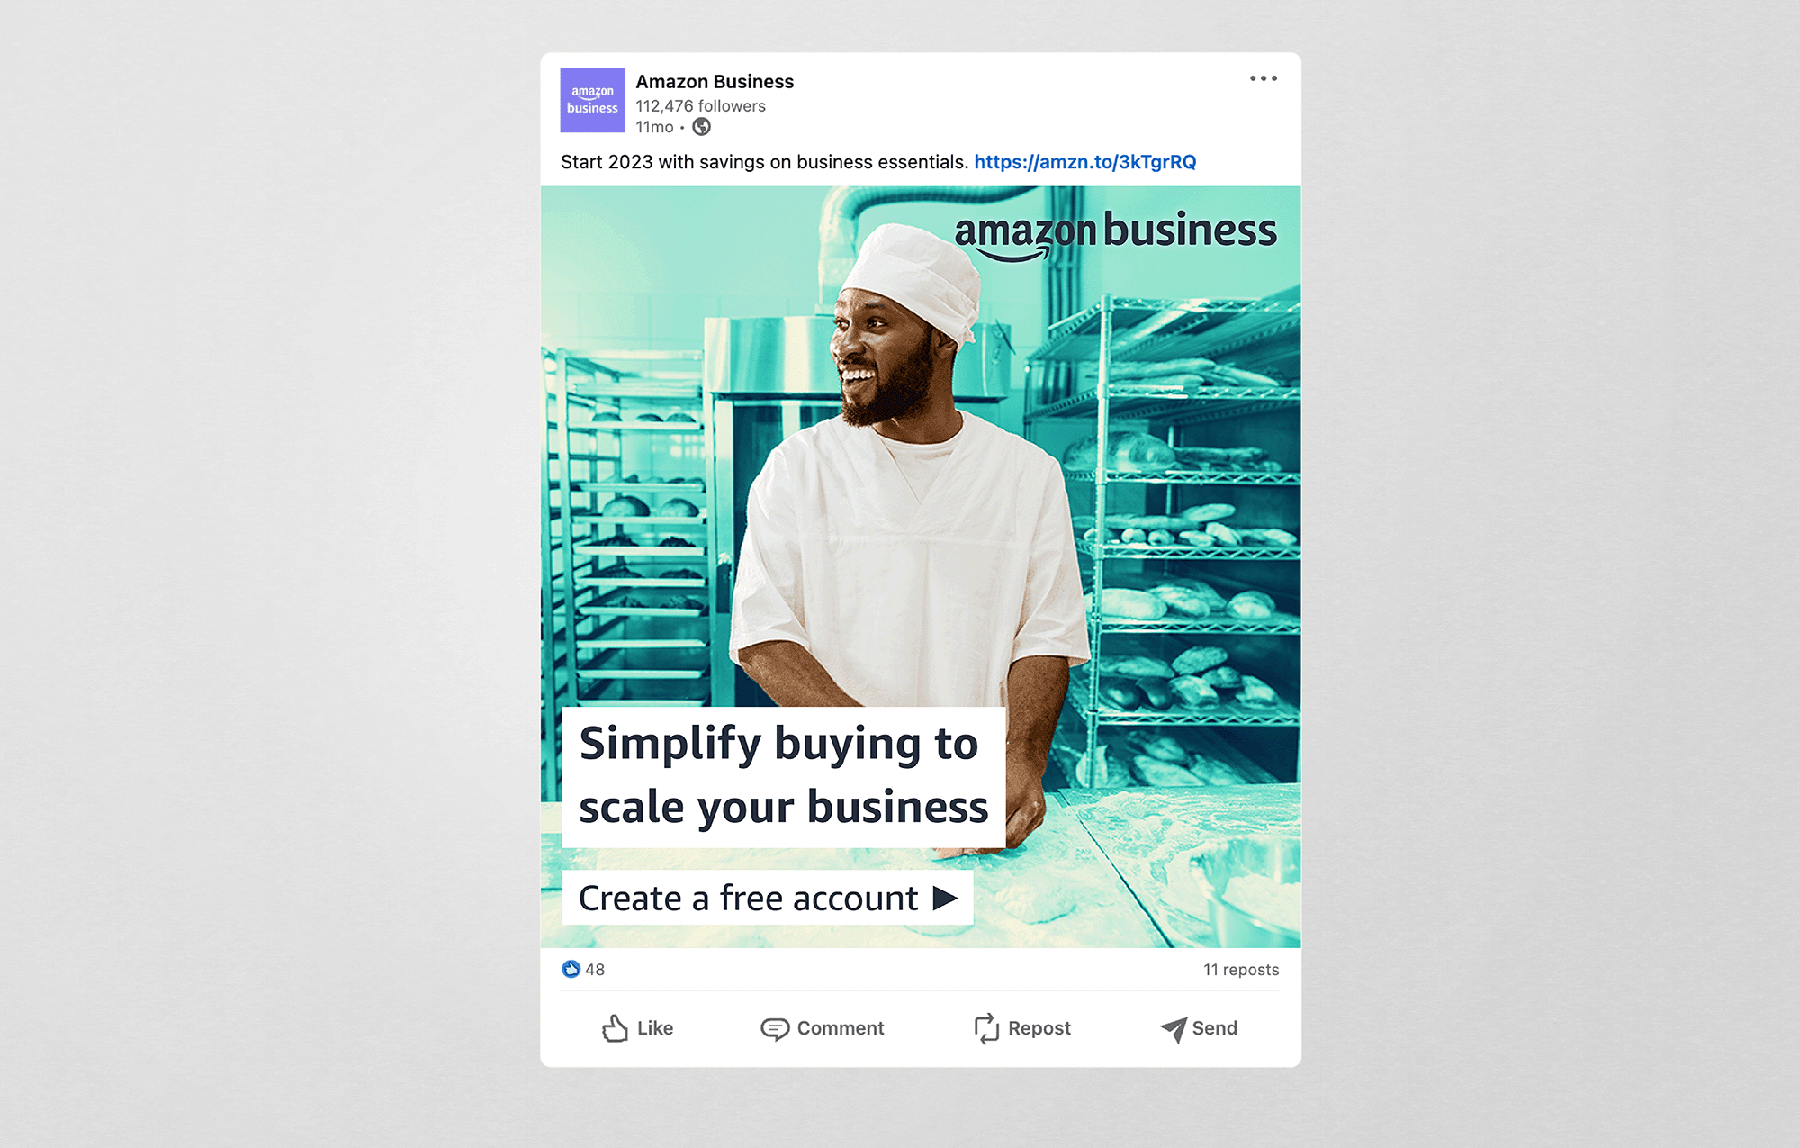 amazon
business
Amazon Business
112,476 followers
11mo •
Start 2023 with savings on business essentials. https://amzn.to/3kTgrRQ
amazon business
Simplify buying to
scale your business
Create a free account ►
48
11 reposts
Like
Comment
Repost
Send